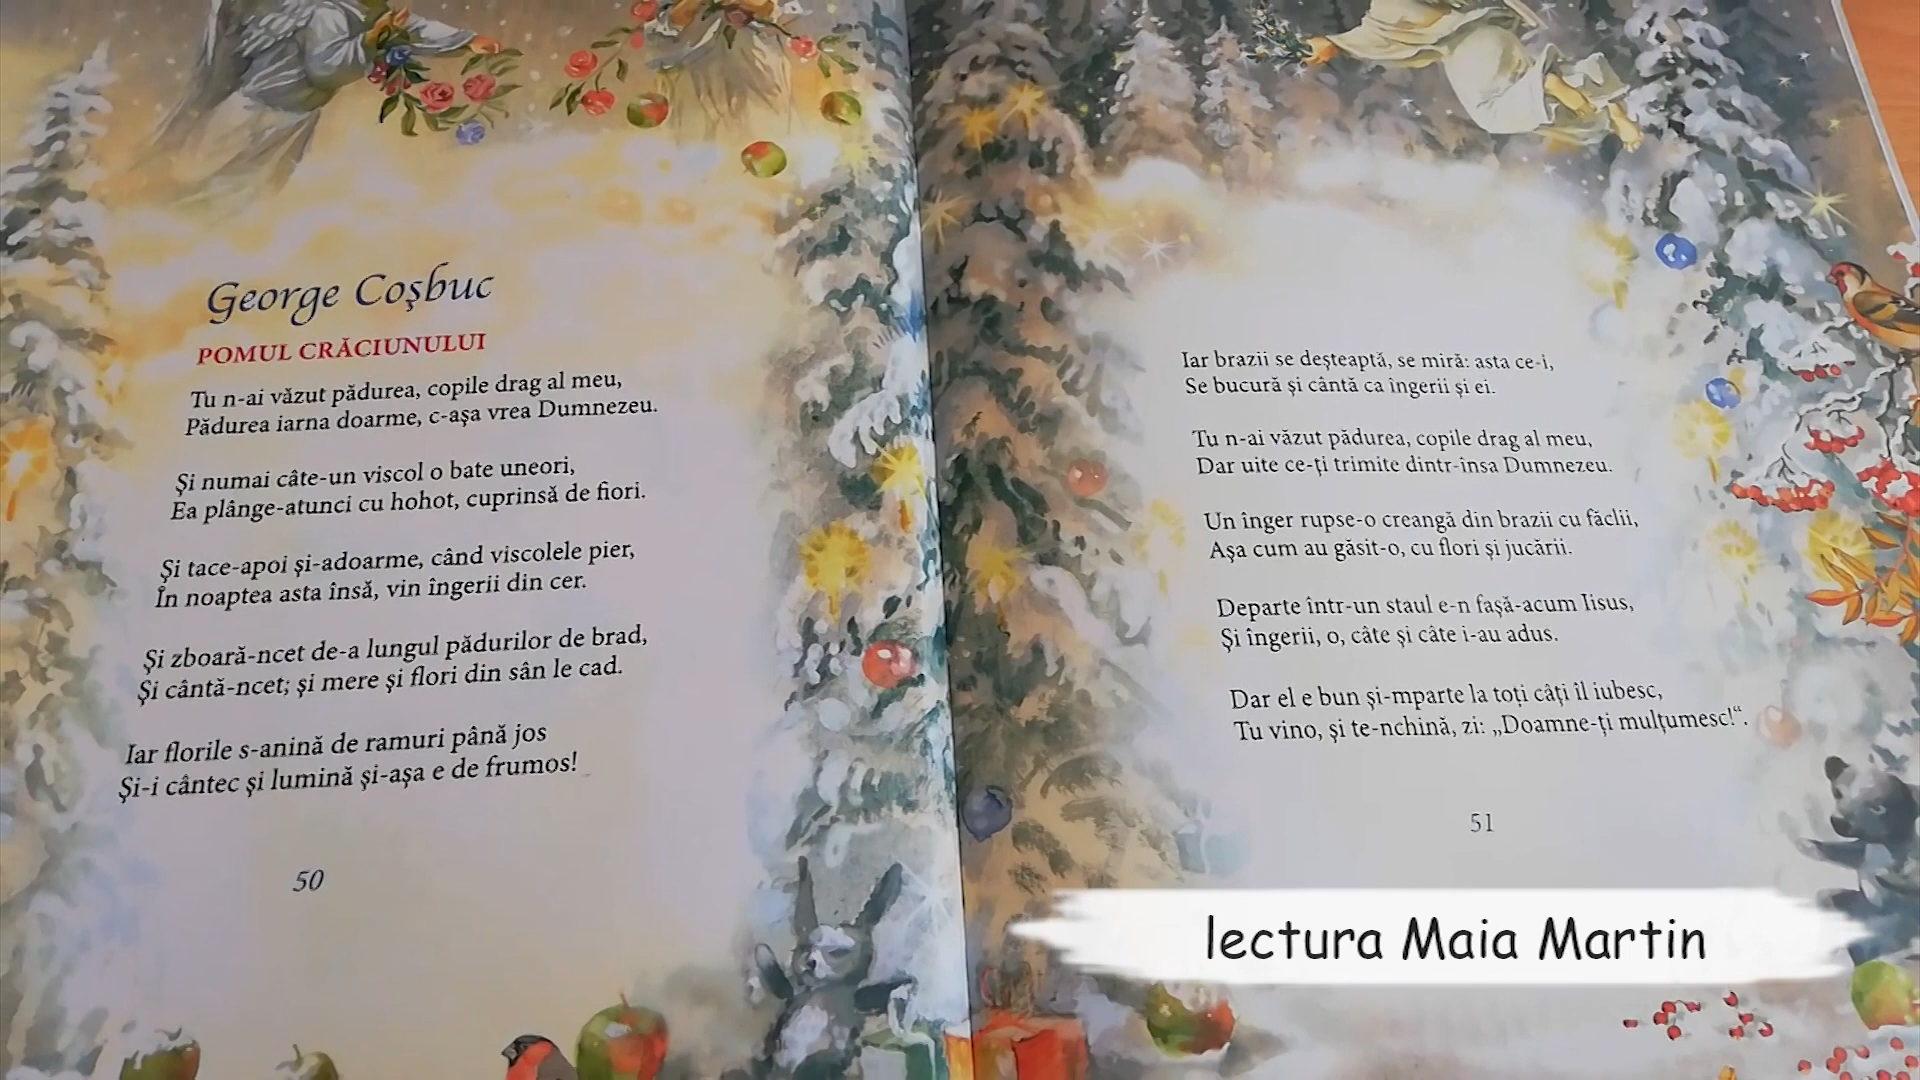 George Coşbuc
POMUL CRĂCIUNULUI
Tu n-ai văzut pădurea, copile drag al meu,
Pădurea iarna doarme, c-aşa vrea Dumnezeu.
Şi numai câte-un viscol o bate uneori,
Ea plânge-atunci cu hohot, cuprinsă de fiori.
Şi tace-apoi şi-adoarme, când viscolele pier,
În noaptea asta însă, vin îngerii din cer.
Şi zboară-ncet de-a lungul pădurilor de brad,
Şi cântă-ncet; şi mere şi flori din sân le cad.
Iar florile s-anină de ramuri până jos
Şi-i cântec şi lumină şi-aşa e de frumos!
50
Iar brazii se deşteaptă, se miră: asta ce-i,
Se bucură şi cântă ca îngerii şi ei.
Tu n-ai văzut pădurea, copile drag al meu,
Dar uite ce-ţi trimite dintr-însa Dumnezeu.
Un înger rupse-o creangă din brazii cu făclii,
Aşa cum au găsit-o, cu flori şi jucării.
Departe într-un staul e-n faşă-acum Iisus,
Şi îngerii, o, câte şi câte i-au adus.
Dar el e bun şi-mparte la toţi câţi îl iubesc,
Tu vino, şi te-nchină, zi: „Doamne-ţi mulţumesc!“.
51
lectura Maia Martin